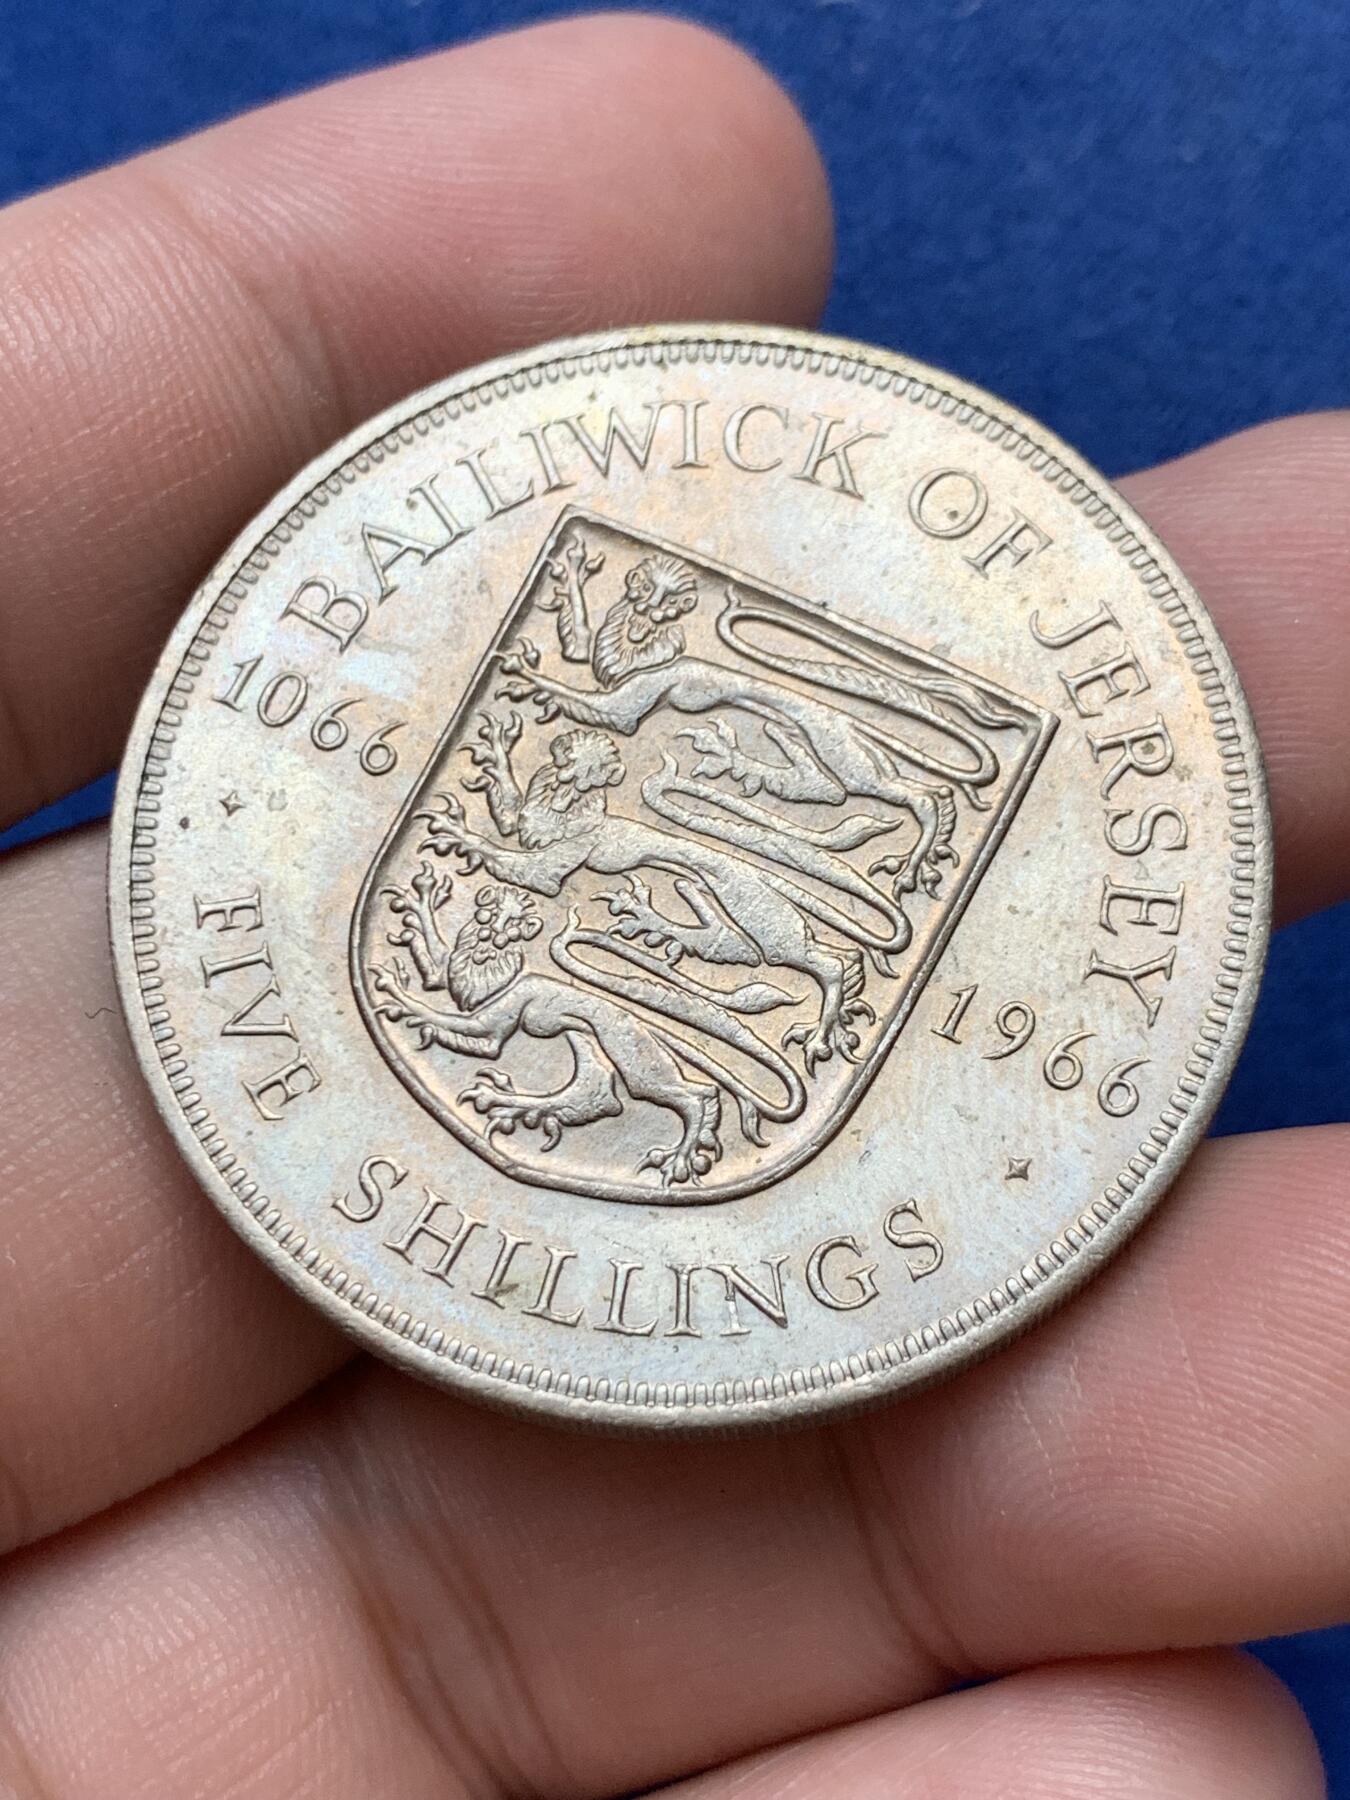 BAILIWICK OF JERSEY
1066
1966
FIVE SHILLINGS